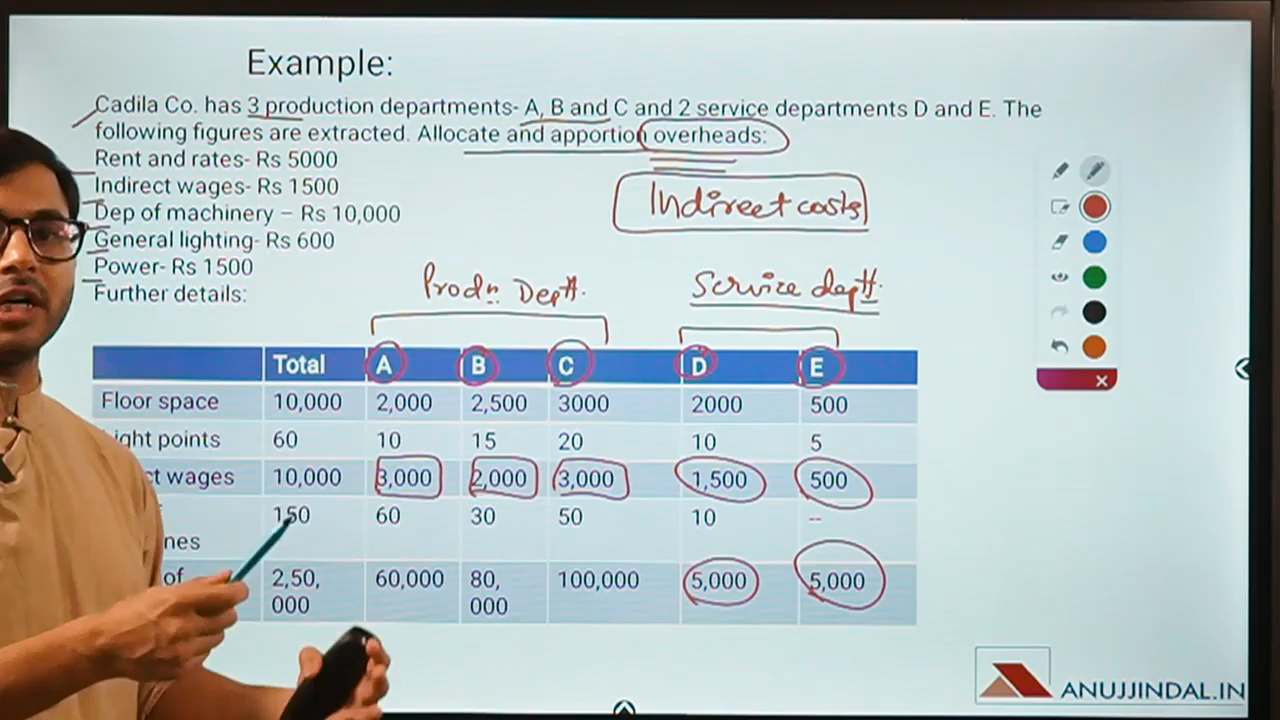 Example:
Cadila Co. has 3 production departments- A, B and C and 2 service departments D and E. The
following figures are extracted. Allocate and apportion overheads:
Rent and rates- Rs 5000
Indirect wages- Rs 1500
Indirect costs
Dep of machinery – Rs 10,000
General lighting- Rs 600
Power- Rs 1500
Further details:
Prodn Deptt. Service deptt.
Total A B C D E
Floor space 10,000 2,000 2,500 3000 2000 500
ight points 60 10 15 20 10 5
ct wages 10,000 3,000 2,000 3,000 1,500 500
150 60 30 50 10 --
nes
of 2,50, 60,000 80, 100,000 5,000 5,000
000 000
ANUJJINDAL.IN